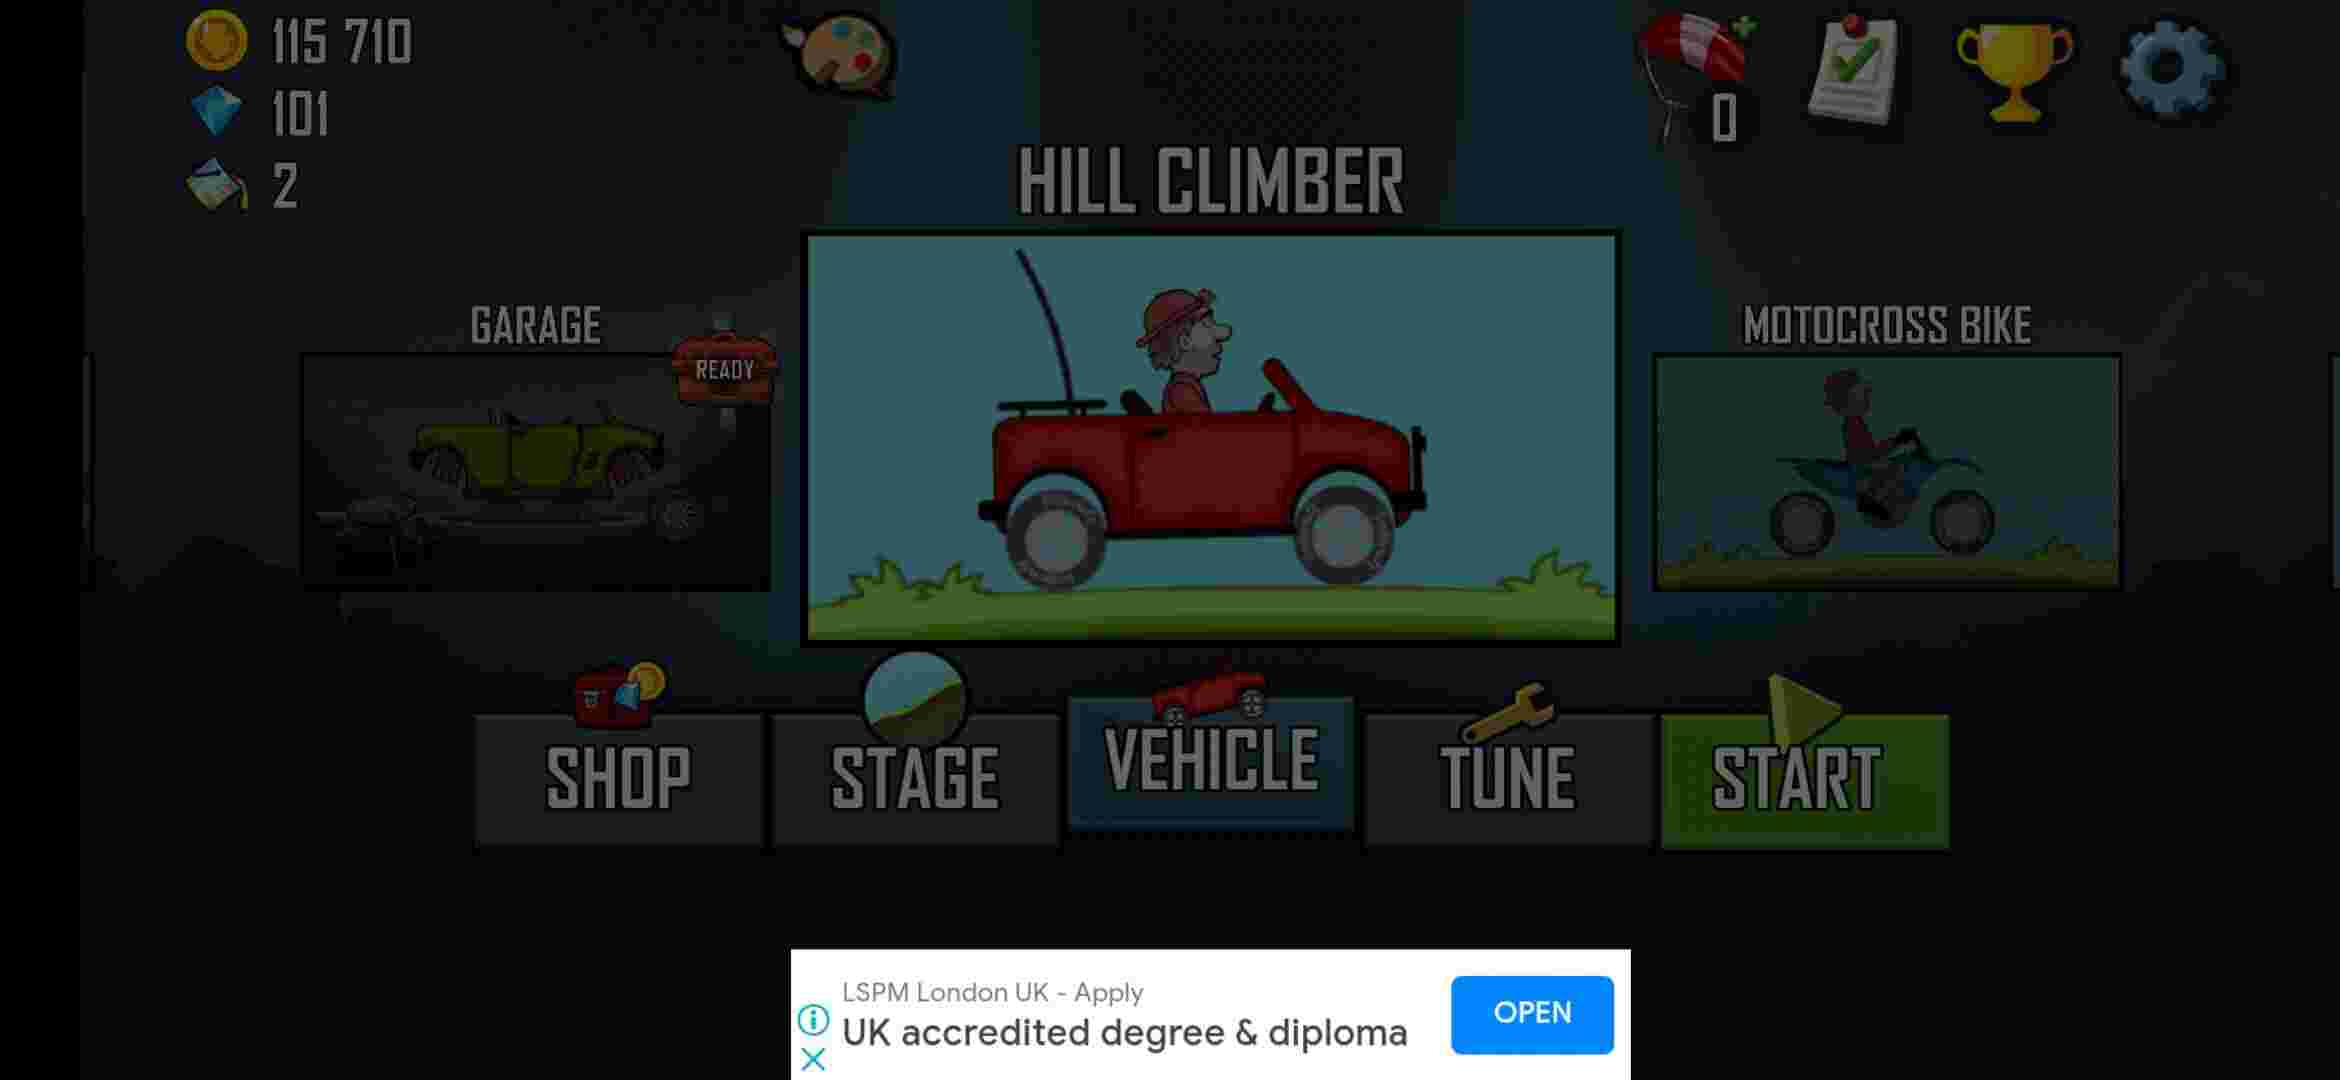 115 710
101
2
0
HILL CLIMBER
GARAGE
READY
MOTOCROSS BIKE
SHOP
STAGE
VEHICLE
TUNE
START
LSPM London UK - Apply
UK accredited degree & diploma
OPEN